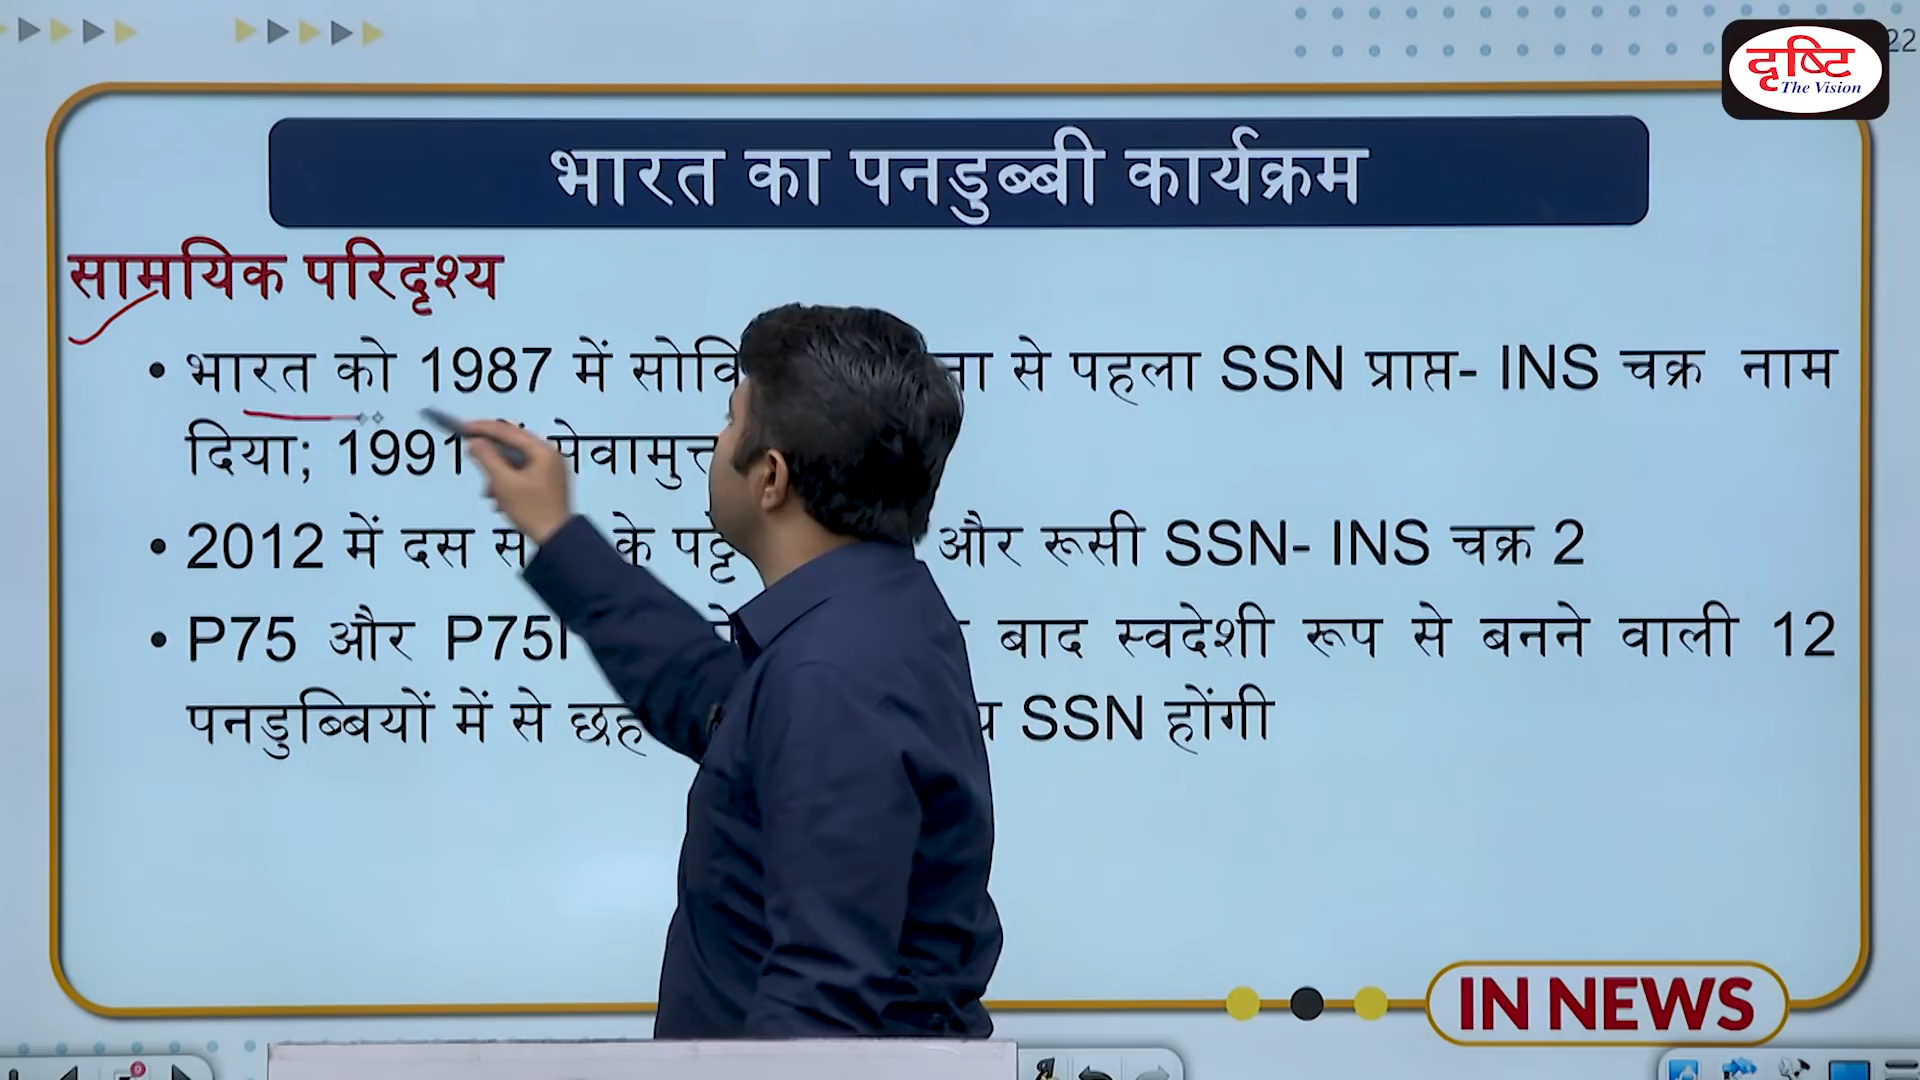 22
दृष्टि
The Vision
भारत का पनडुब्बी कार्यक्रम
सामयिक परिदृश्य
• भारत को 1987 में से पहला SSN प्राप्त- INS चक्र नाम
दिया; 1991
• 2012 में दस के और रूसी SSN- INS चक्र 2
• P75 और P75I बाद स्वदेशी रूप से बनने वाली 12
पनडुब्बियों में से छह SSN होंगी
IN NEWS